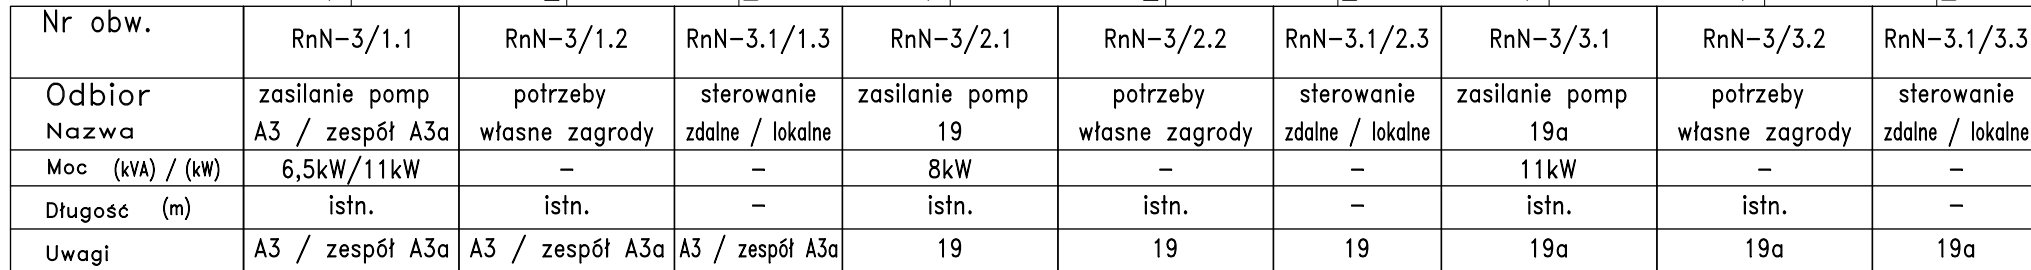 Nr obw. RnN-3/1.1 RnN-3/1.2 RnN-3.1/1.3 RnN-3/2.1 RnN-3/2.2 RnN-3.1/2.3 RnN-3/3.1 RnN-3/3.2 RnN-3.1/3.3
Odbior zasilanie pomp potrzeby sterowanie zasilanie pomp potrzeby sterowanie zasilanie pomp potrzeby sterowanie
Nazwa A3 / zespół A3a własne zagrody zdalne / lokalne 19 własne zagrody zdalne / lokalne 19a własne zagrody zdalne / lokalne
Moc (kVA) / (kW) 6,5kW/11kW - - 8kW - - 11kW - -
Długość (m) istn. istn. - istn. istn. - istn. istn. -
Uwagi A3 / zespół A3a A3 / zespół A3a A3 / zespół A3a 19 19 19 19a 19a 19a